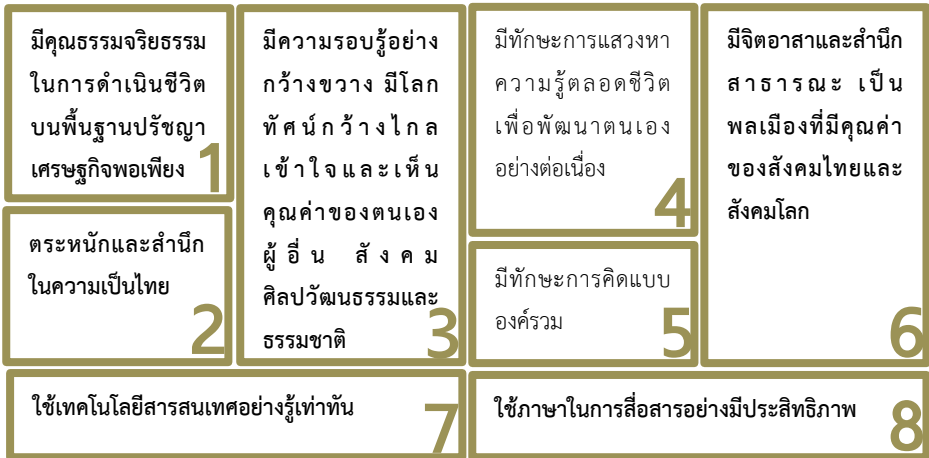 มีคุณธรรมจริยธรรม
ในการดำเนินชีวิต
บนพื้นฐานปรัชญา
เศรษฐกิจพอเพียง
1
ตระหนักและสำนึก
ในความเป็นไทย
2
มีความรอบรู้อย่าง
กว้างขวาง มีโลก
ทัศน์กว้างไกล
เข้าใจและเห็น
คุณค่าของตนเอง
ผู้อื่น สังคม
ศิลปวัฒนธรรมและ
ธรรมชาติ
3
มีทักษะการแสวงหา
ความรู้ตลอดชีวิต
เพื่อพัฒนาตนเอง
อย่างต่อเนื่อง
4
มีทักษะการคิดแบบ
องค์รวม
5
มีจิตอาสาและสำนึก
สาธารณะ เป็น
พลเมืองที่มีคุณค่า
ของสังคมไทยและ
สังคมโลก
6
ใช้เทคโนโลยีสารสนเทศอย่างรู้เท่าทัน
7
ใช้ภาษาในการสื่อสารอย่างมีประสิทธิภาพ
8